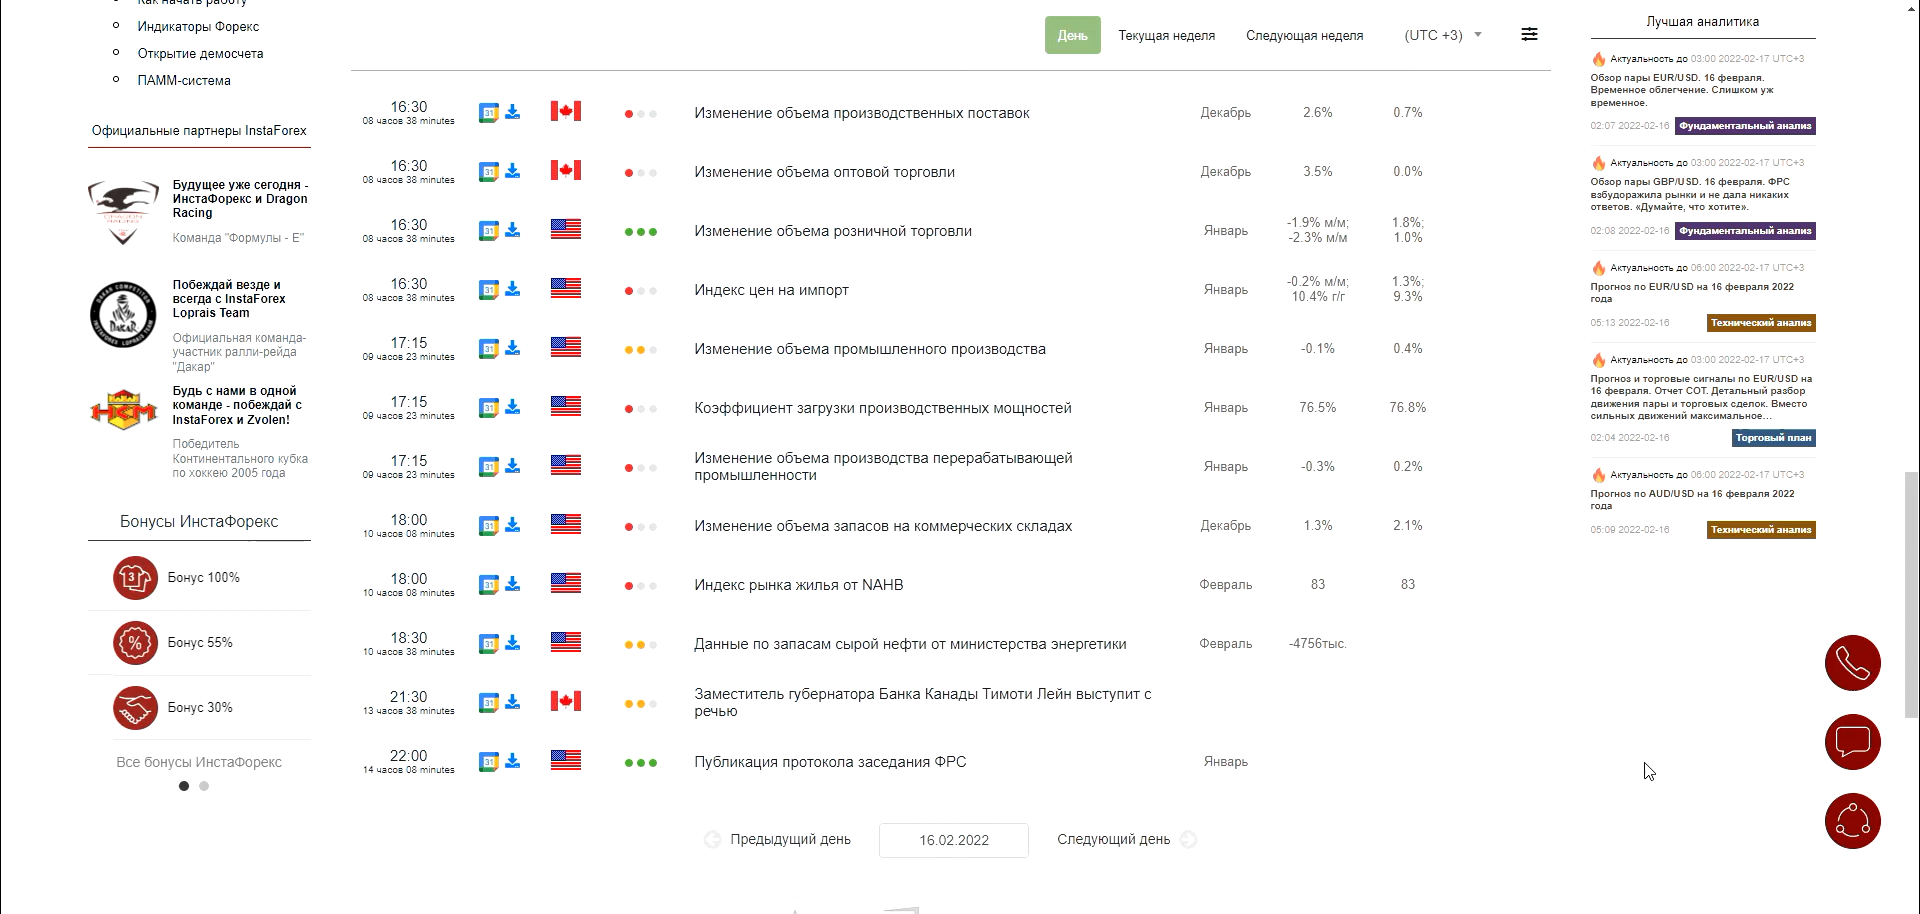 Как начать работу
Индикаторы Форекс
Открытие демосчета
ПАММ-система
Официальные партнеры InstaForex
Будущее уже сегодня -
ИнстаФорекс и Dragon
Racing
Команда "Формулы - E"
Побеждай везде и
всегда с InstaForex
Loprais Team
Официальная команда-
участник ралли-рейда
"Дакар"
Будь с нами в одной
команде - побеждай с
InstaForex и Zvolen!
Победитель
Континентального кубка
по хоккею 2005 года
Бонусы ИнстаФорекс
Бонус 100%
Бонус 55%
Бонус 30%
Все бонусы ИнстаФорекс
День Текущая неделя Следующая неделя (UTC +3)
16:30 Изменение объема производственных поставок Декабрь 2.6% 0.7%
08 часов 38 minutes
16:30 Изменение объема оптовой торговли Декабрь 3.5% 0.0%
08 часов 38 minutes
16:30 Изменение объема розничной торговли Январь -1.9% м/м; 1.8%;
08 часов 38 minutes -2.3% м/м 1.0%
16:30 Индекс цен на импорт Январь -0.2% м/м; 1.3%;
08 часов 38 minutes 10.4% г/г 9.3%
17:15 Изменение объема промышленного производства Январь -0.1% 0.4%
09 часов 23 minutes
17:15 Коэффициент загрузки производственных мощностей Январь 76.5% 76.8%
09 часов 23 minutes
17:15 Изменение объема производства перерабатывающей Январь -0.3% 0.2%
09 часов 23 minutes промышленности
18:00 Изменение объема запасов на коммерческих складах Декабрь 1.3% 2.1%
10 часов 08 minutes
18:00 Индекс рынка жилья от NAHB Февраль 83 83
10 часов 08 minutes
18:30 Данные по запасам сырой нефти от министерства энергетики Февраль -4756тыс.
10 часов 38 minutes
21:30 Заместитель губернатора Банка Канады Тимоти Лейн выступит с
13 часов 38 minutes речью
22:00 Публикация протокола заседания ФРС Январь
14 часов 08 minutes
Предыдущий день 16.02.2022 Следующий день
Лучшая аналитика
Актуальность до 03:00 2022-02-17 UTC+3
Обзор пары EUR/USD. 16 февраля.
Временное облегчение. Слишком уж
временное.
02:07 2022-02-16 Фундаментальный анализ
Актуальность до 03:00 2022-02-17 UTC+3
Обзор пары GBP/USD. 16 февраля. ФРС
взбудоражила рынки и не дала никаких
ответов. «Думайте, что хотите».
02:08 2022-02-16 Фундаментальный анализ
Актуальность до 06:00 2022-02-17 UTC+3
Прогноз по EUR/USD на 16 февраля 2022
года
05:13 2022-02-16 Технический анализ
Актуальность до 03:00 2022-02-17 UTC+3
Прогноз и торговые сигналы по EUR/USD на
16 февраля. Отчет COT. Детальный разбор
движения пары и торговых сделок. Вместо
сильных движений максимальное...
02:04 2022-02-16 Торговый план
Актуальность до 06:00 2022-02-17 UTC+3
Прогноз по AUD/USD на 16 февраля 2022
года
05:09 2022-02-16 Технический анализ